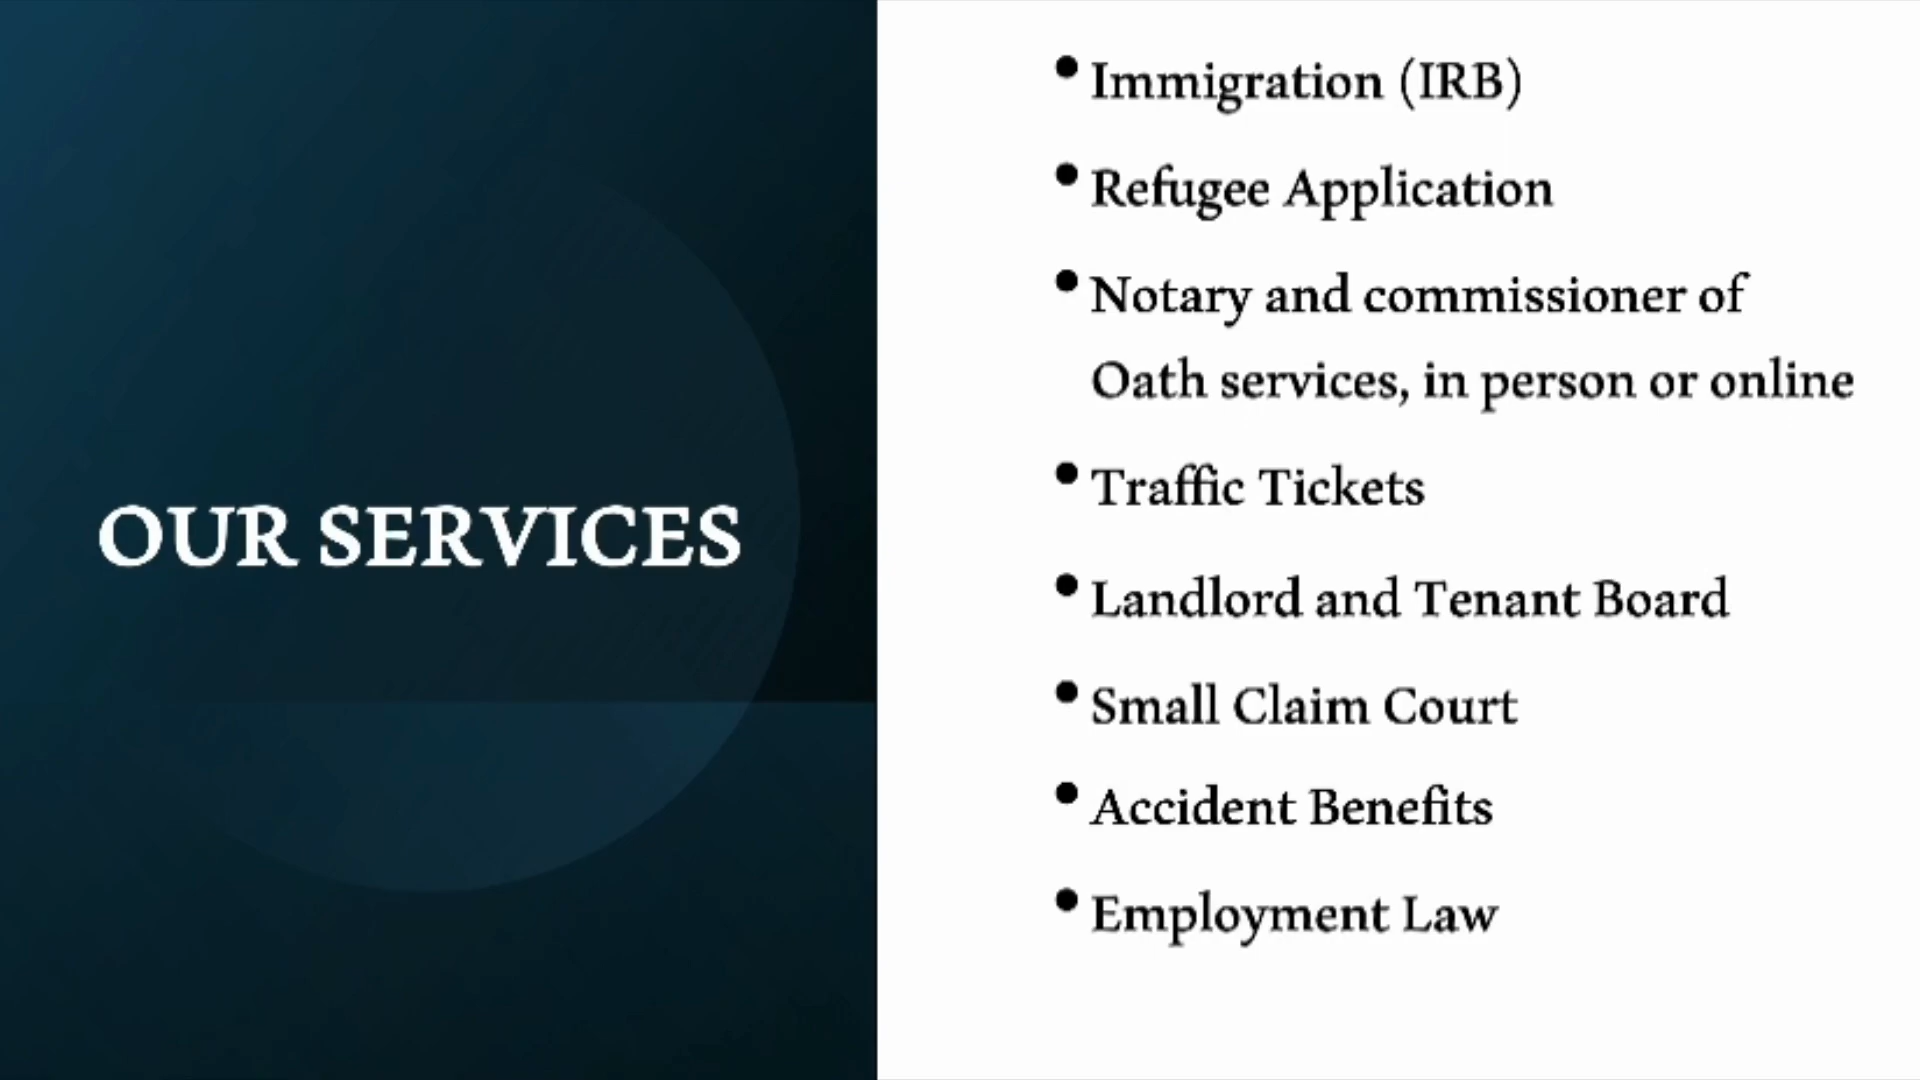 OUR SERVICES
• Immigration (IRB)
• Refugee Application
• Notary and commissioner of
Oath services, in person or online
• Traffic Tickets
• Landlord and Tenant Board
• Small Claim Court
• Accident Benefits
• Employment Law